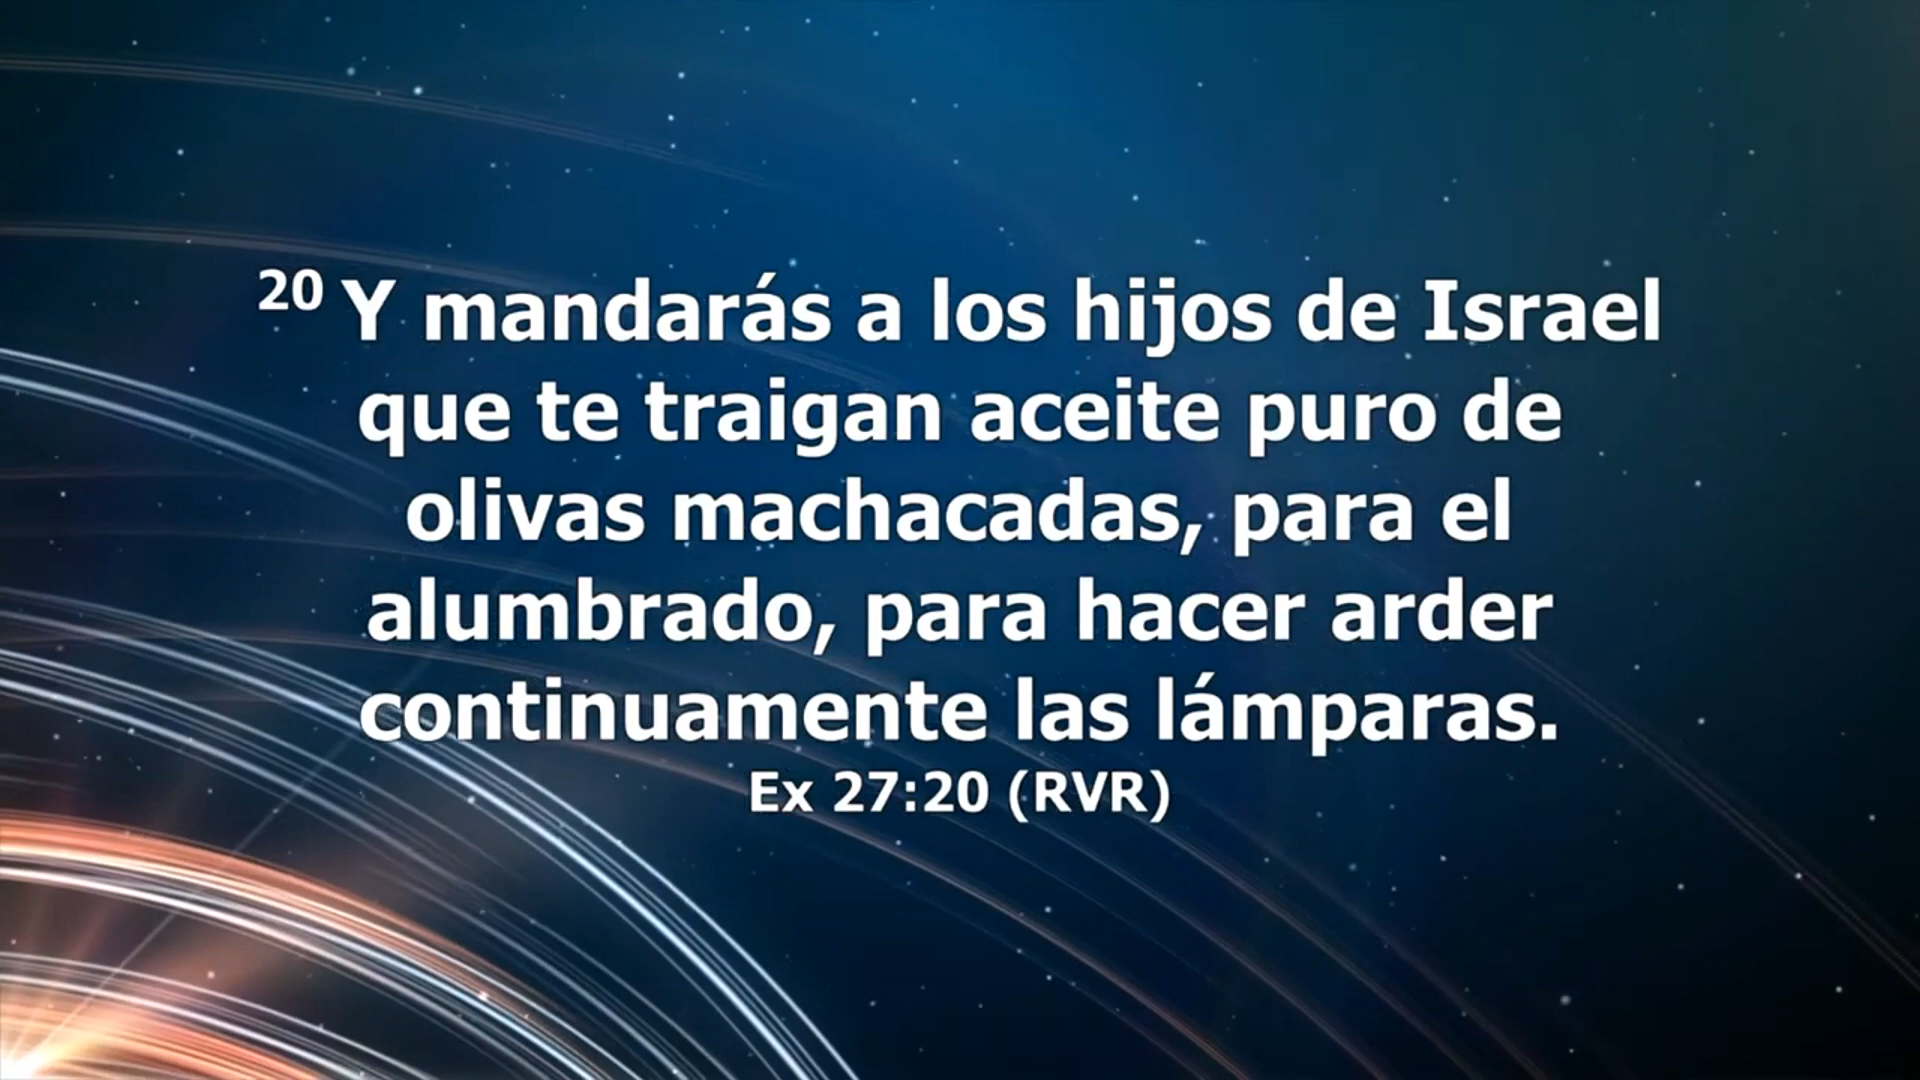 20 Y mandarás a los hijos de Israel
que te traigan aceite puro de
olivas machacadas, para el
alumbrado, para hacer arder
continuamente las lámparas.
Ex 27:20 (RVR)